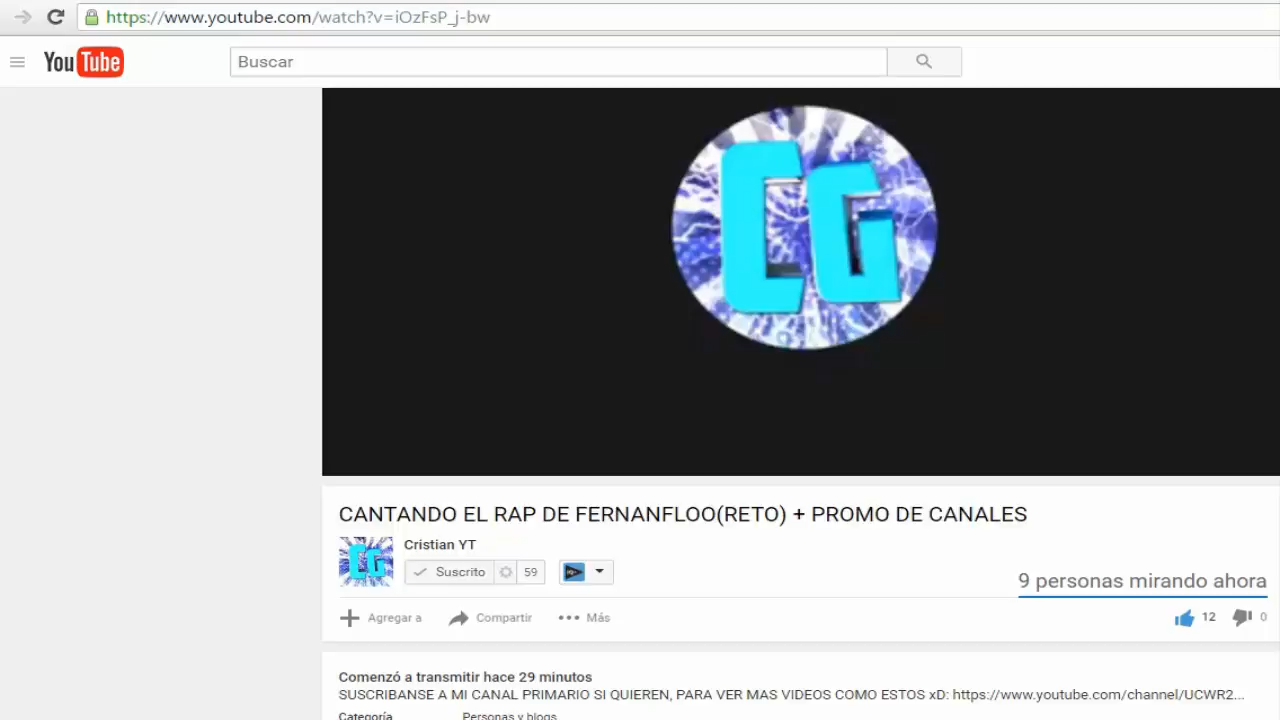 https://www.youtube.com/watch?v=iOzFsP_j-bw
YouTube
Buscar
CG
CANTANDO EL RAP DE FERNANFLOO(RETO) + PROMO DE CANALES
CG
Cristian YT
Suscrito 59
9 personas mirando ahora
Agregar a Compartir Más 12 0
Comenzó a transmitir hace 29 minutos
SUSCRIBANSE A MI CANAL PRIMARIO SI QUIEREN, PARA VER MAS VIDEOS COMO ESTOS xD: https://www.youtube.com/channel/UCWR2...
Categoría Personas y blogs